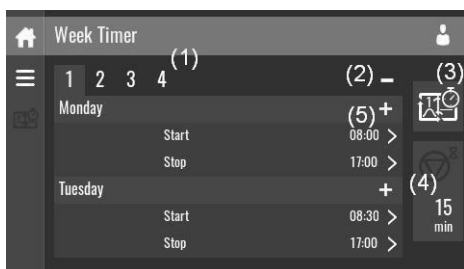 Week Timer
(1)
1 2 3 4
(2) −
(3)
Monday
(5) +
Start 08:00 >
Stop 17:00 >
Tuesday +
(4)
Start 08:30 >
15
min
Stop 17:00 >